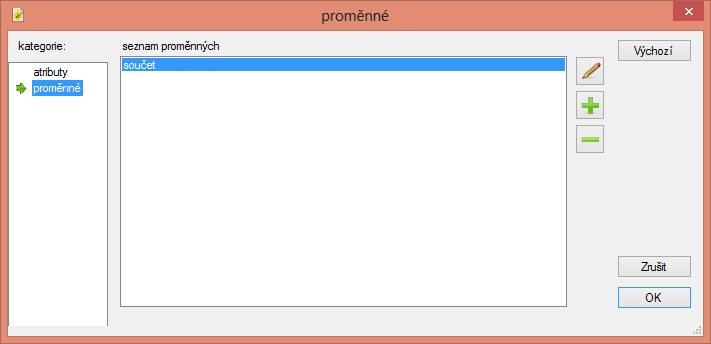 proměnné
kategorie:
atributy
proměnné
seznam proměnných
součet
Výchozí
Zrušit
OK